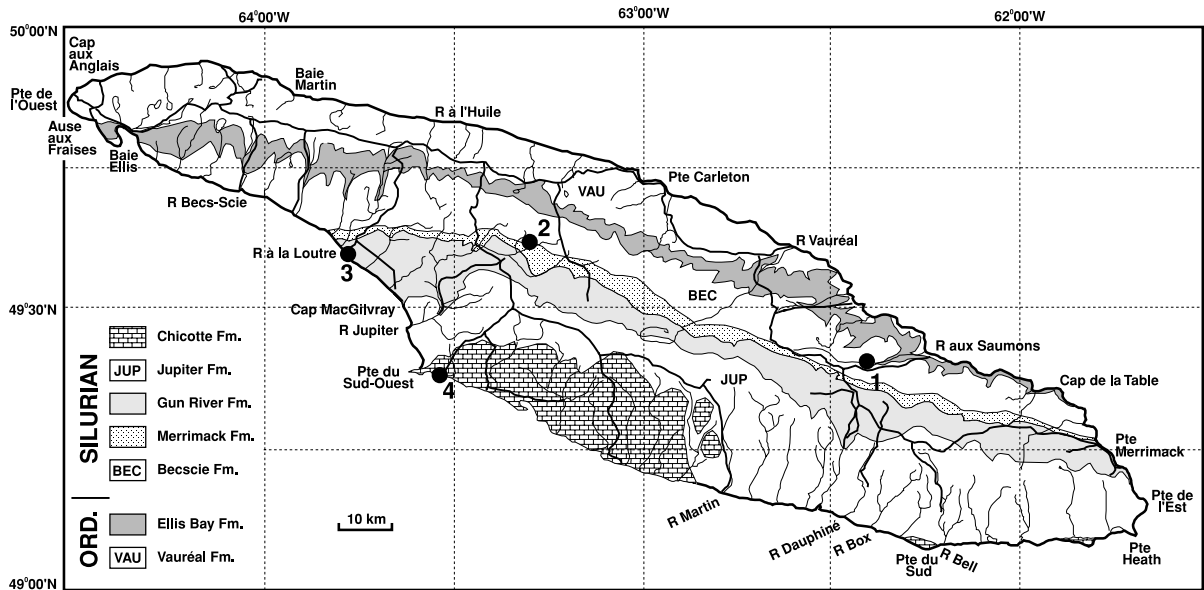 64°00'W
63°00'W
62°00'W
50°00'N
49°30'N
49°00'N
Cap
aux
Anglais
Pte de
l'Ouest
Ause
aux
Fraises
Baie
Ellis
Baie
Martin
R à l'Huile
R Becs-Scie
VAU
Pte Carleton
2
R Vauréal
R à la Loutre
3
BEC
Cap MacGilvray
R Jupiter
R aux Saumons
1
Pte du
Sud-Ouest
4
JUP
Cap de la Table
Pte
Merrimack
Pte de
l'Est
R Martin
R Dauphiné
R Box
Pte du
Sud
R Bell
Pte
Heath
10 km
SILURIAN
Chicotte Fm.
JUP Jupiter Fm.
Gun River Fm.
Merrimack Fm.
BEC Becscie Fm.
ORD.
Ellis Bay Fm.
VAU Vauréal Fm.